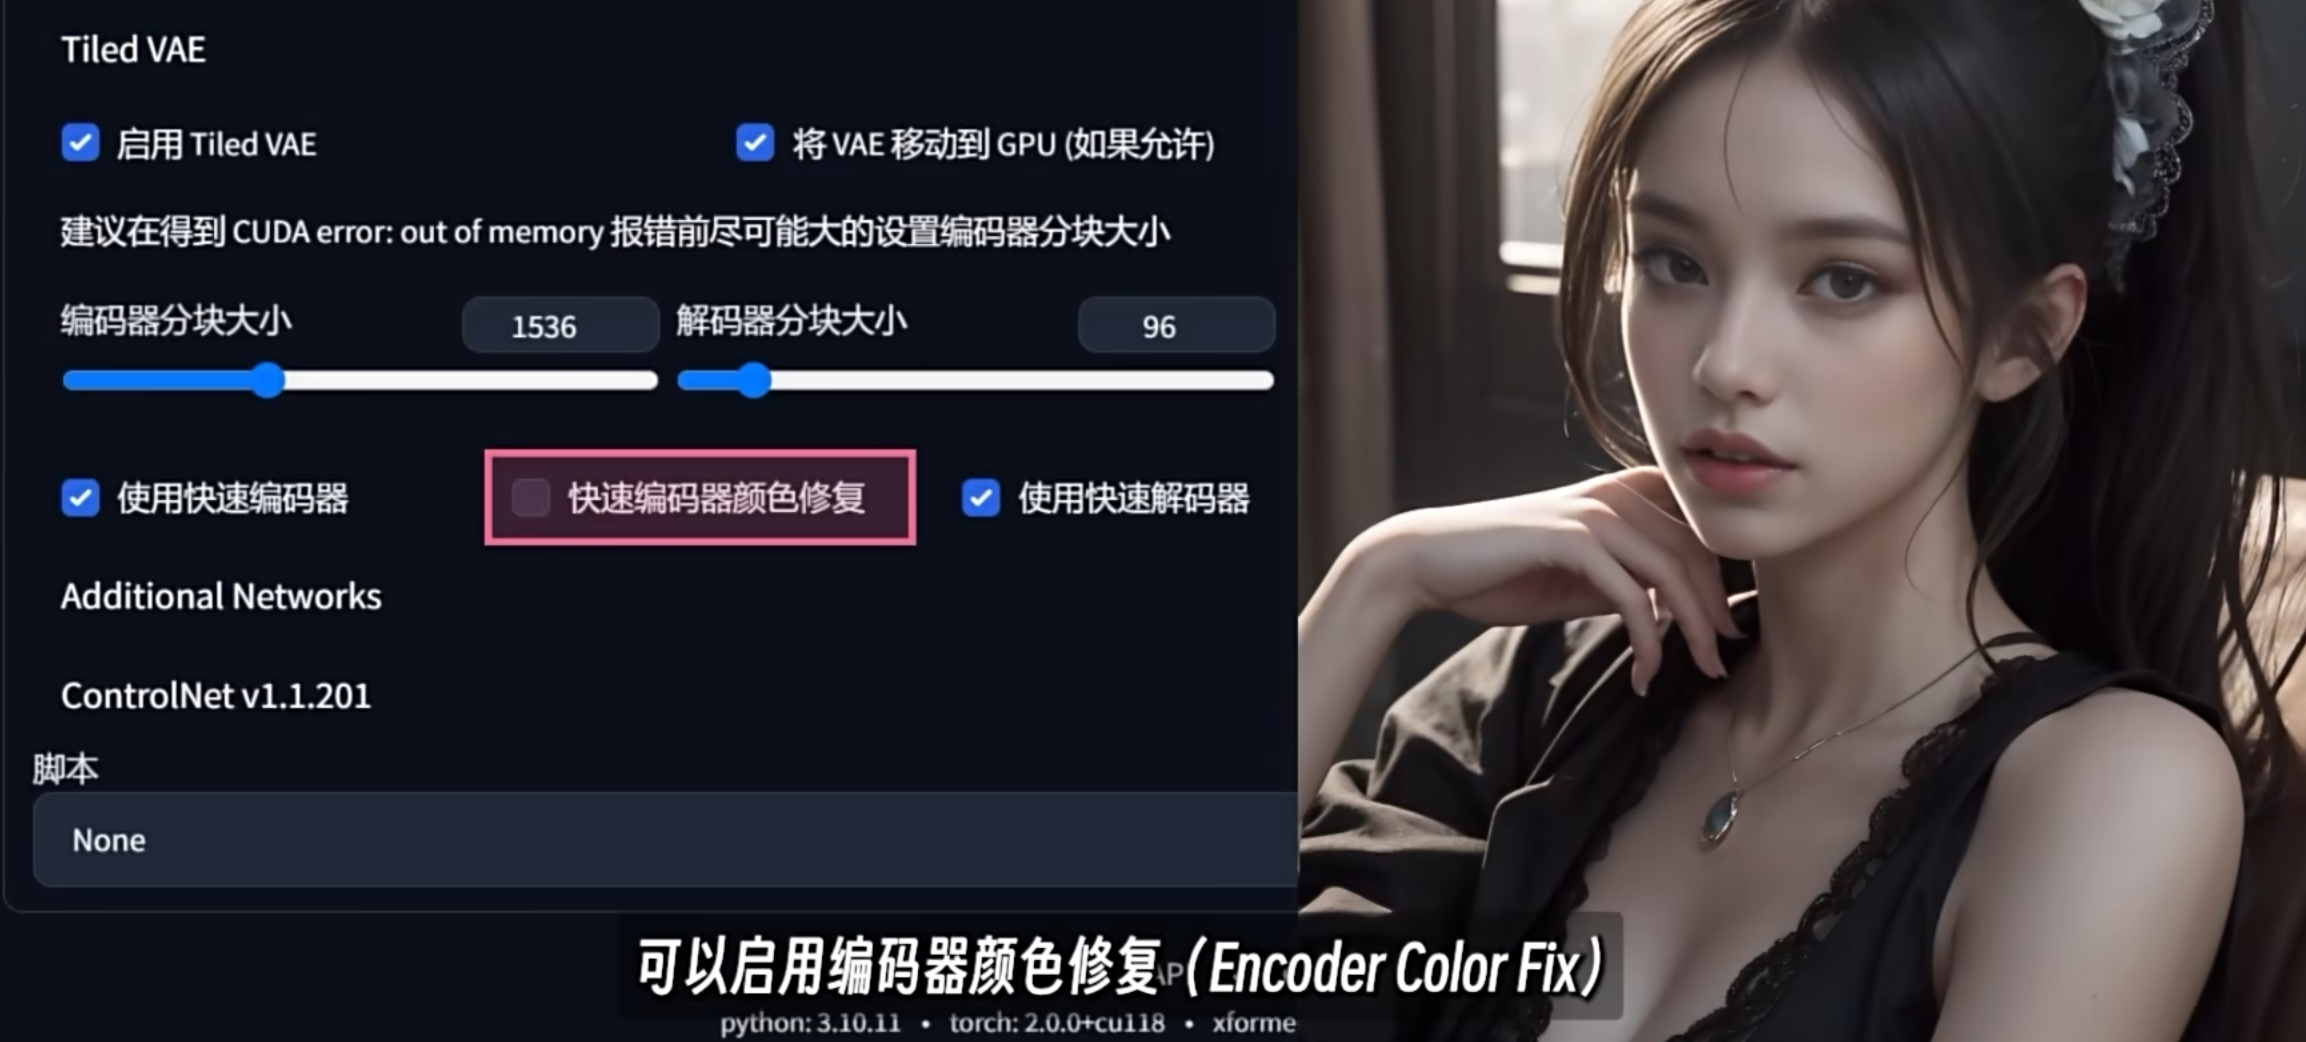 Tiled VAE
启用 Tiled VAE
将 VAE 移动到 GPU (如果允许)
建议在得到 CUDA error: out of memory 报错前尽可能大的设置编码器分块大小
编码器分块大小 1536 解码器分块大小 96
使用快速编码器 快速编码器颜色修复 使用快速解码器
Additional Networks
ControlNet v1.1.201
脚本
None
可以启用编码器颜色修复（Encoder Color Fix）
python: 3.10.11 • torch: 2.0.0+cu118 • xforme